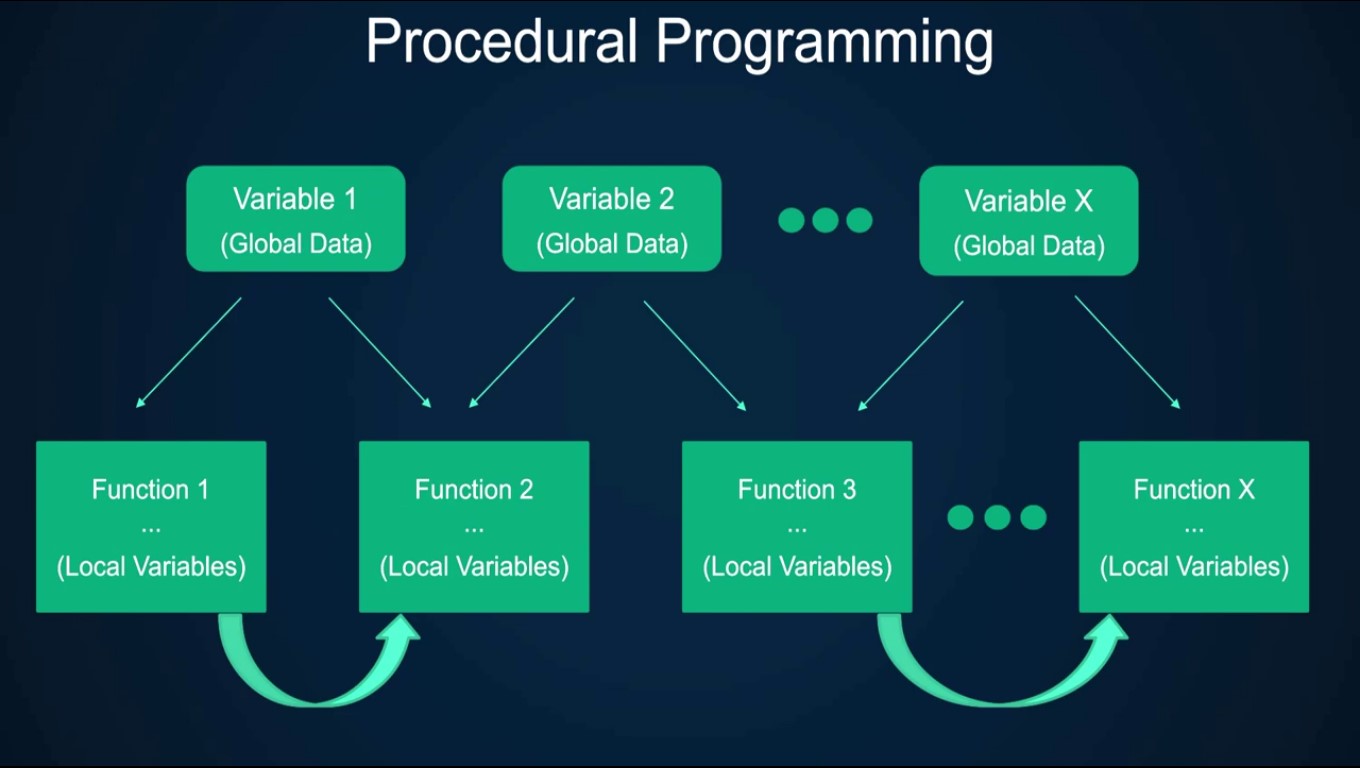 Procedural Programming
Variable 1
(Global Data)
Variable 2
(Global Data)
Variable X
(Global Data)
Function 1
...
(Local Variables)
Function 2
...
(Local Variables)
Function 3
...
(Local Variables)
Function X
...
(Local Variables)